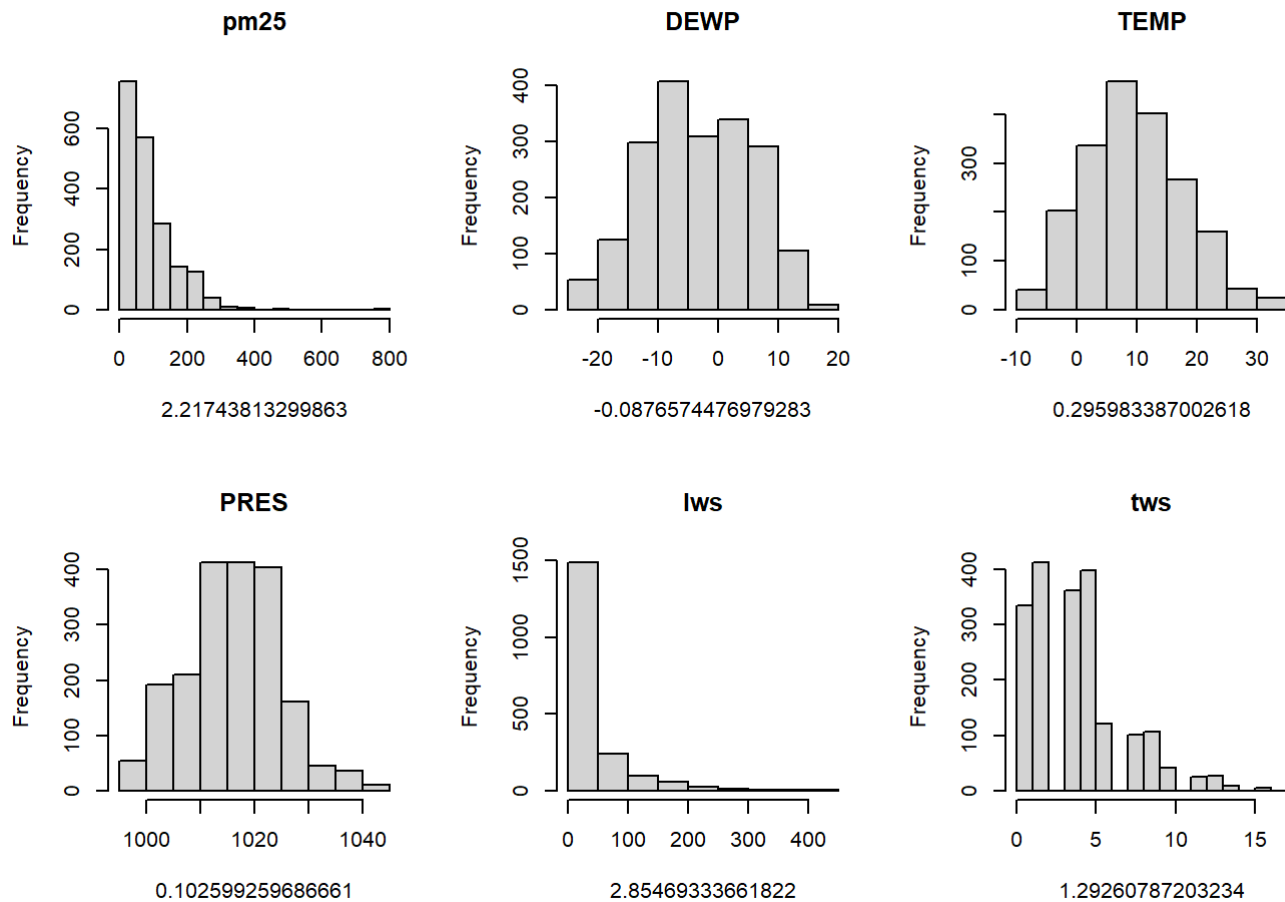 pm25
Frequency
0 200 400 600
0 200 400 600 800
2.21743813299863
DEWP
Frequency
0 100 200 300 400
-20 -10 0 10 20
-0.0876574476979283
TEMP
Frequency
0 100 300
-10 0 10 20 30
0.295983387002618
PRES
Frequency
0 100 200 300 400
1000 1020 1040
0.102599259686661
Iws
Frequency
0 500 1000 1500
0 100 200 300 400
2.85469333661822
tws
Frequency
0 100 200 300 400
0 5 10 15
1.29260787203234